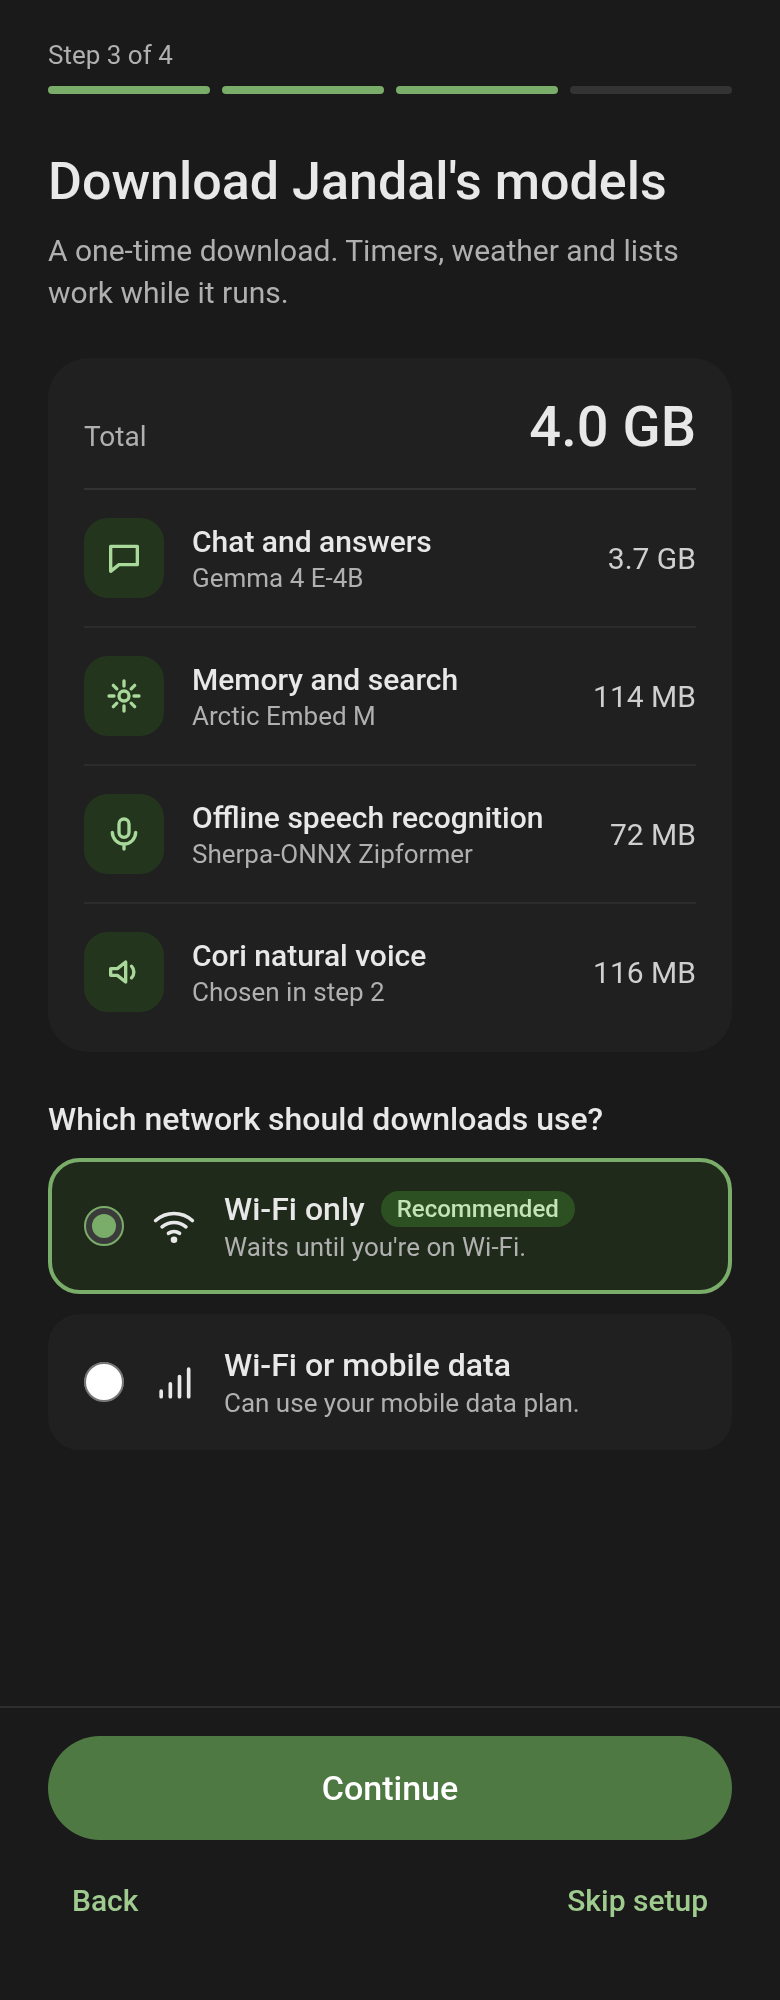 Step 3 of 4
Download Jandal's models
A one-time download. Timers, weather and lists
work while it runs.
Total 4.0 GB
Chat and answers
Gemma 4 E-4B
3.7 GB
Memory and search
Arctic Embed M
114 MB
Offline speech recognition
Sherpa-ONNX Zipformer
72 MB
Cori natural voice
Chosen in step 2
116 MB
Which network should downloads use?
Wi-Fi only Recommended
Waits until you're on Wi-Fi.
Wi-Fi or mobile data
Can use your mobile data plan.
Continue
Back Skip setup